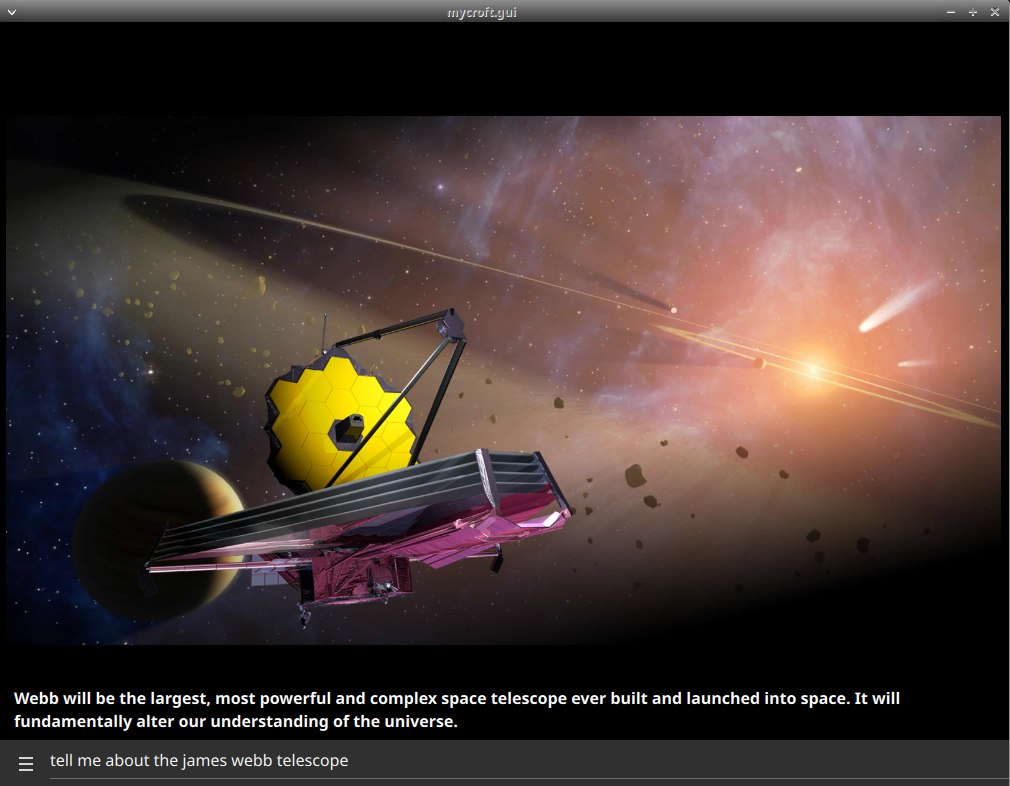 mycroft.gui
Webb will be the largest, most powerful and complex space telescope ever built and launched into space. It will
fundamentally alter our understanding of the universe.
tell me about the james webb telescope